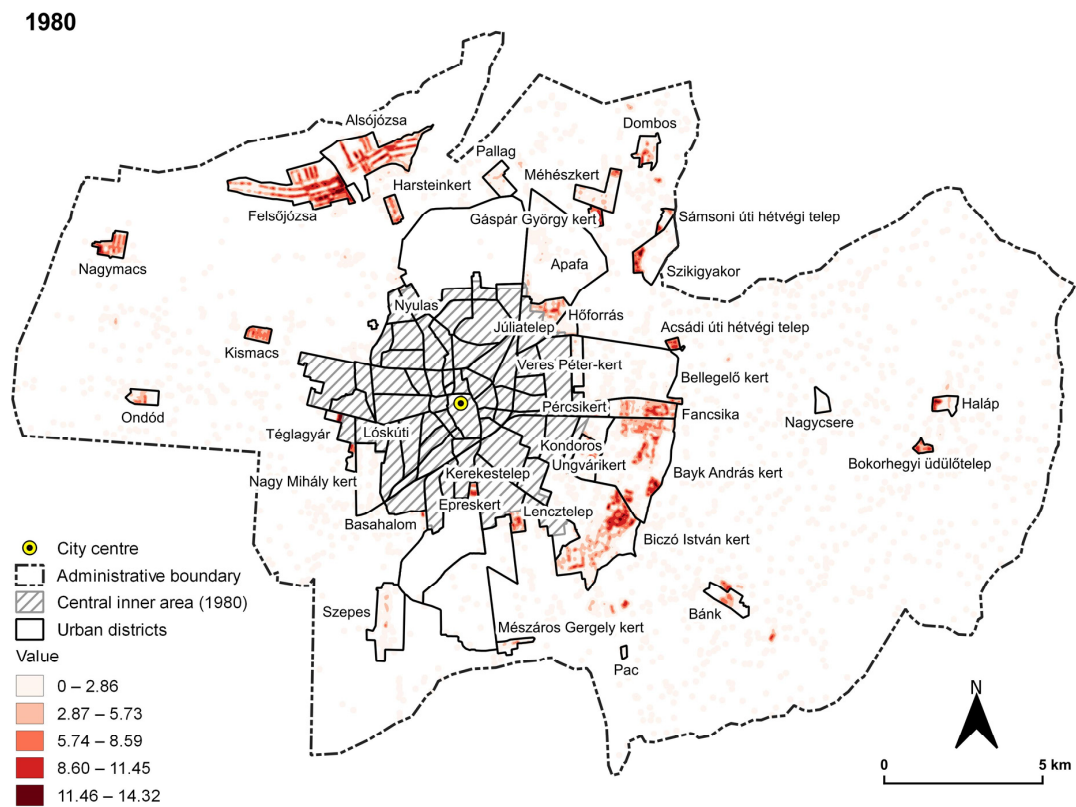 1980
Alsójózsa
Dombos
Pallag
Méhészkert
Harsteinkert
Felsőjózsa
Gáspár György kert
Sámsoni úti hétvégi telep
Nagymacs
Apafa
Szikigyakor
Nyulas
Hőforrás
Júliatelep
Acsádi úti hétvégi telep
Kismacs
Veres Péter-kert
Bellegelő kert
Ondód
Pércsikert
Fancsika
Nagycsere
Haláp
Téglagyár
Lóskúti
Kondoros
Ungvárikert
Bokorhegyi üdülőtelep
Nagy Mihály kert
Kerekestelep
Bayk András kert
Epreskert
Lencztelep
Basahalom
Biczó István kert
Szepes
Mészáros Gergely kert
Bánk
Pac
City centre
Administrative boundary
Central inner area (1980)
Urban districts
Value
0 – 2.86
2.87 – 5.73
5.74 – 8.59
8.60 – 11.45
11.46 – 14.32
N
0 5 km